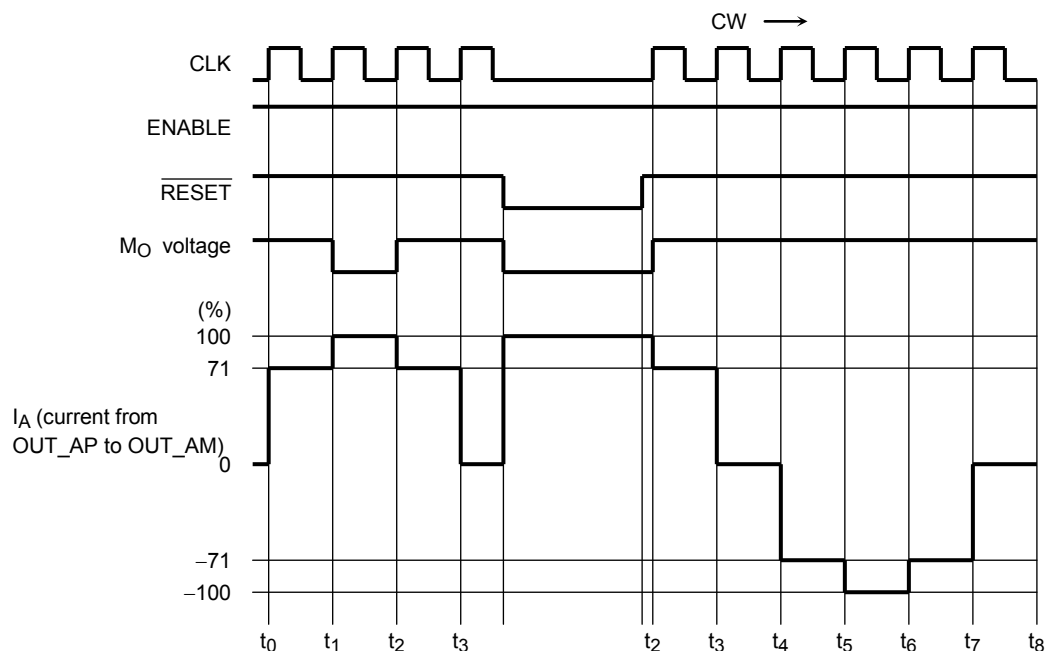 CW
CLK
ENABLE
RESET
MO voltage
(%)
100
71
IA (current from
OUT_AP to OUT_AM)
0
−71
−100
t0 t1 t2 t3 t2 t3 t4 t5 t6 t7 t8